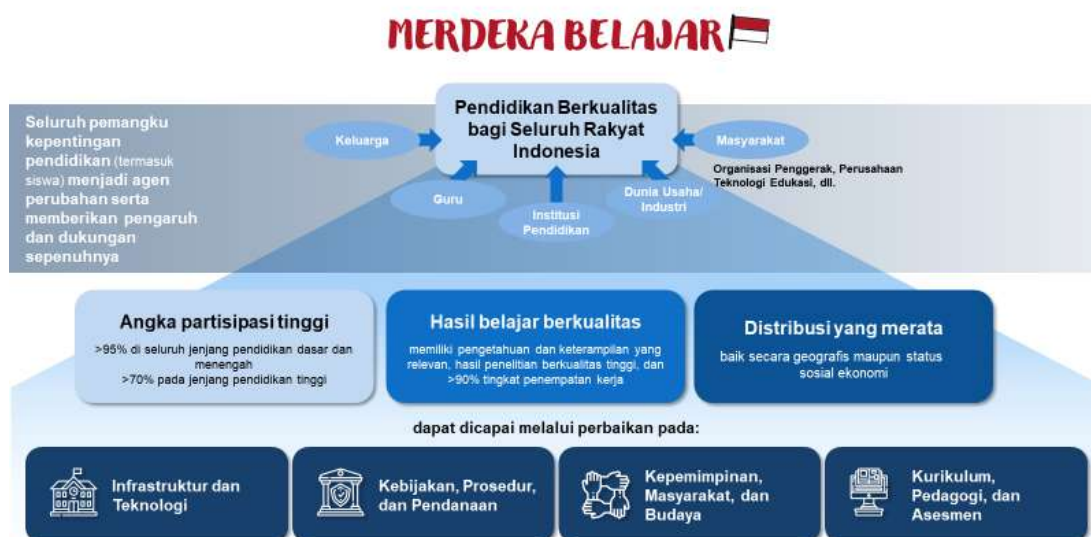 MERDEKA BELAJAR
Pendidikan Berkualitas
bagi Seluruh Rakyat
Indonesia
Seluruh pemangku
kepentingan
pendidikan (termasuk
siswa) menjadi agen
perubahan serta
memberikan pengaruh
dan dukungan
sepenuhnya
Keluarga
Guru
Institusi
Pendidikan
Dunia Usaha/
Industri
Masyarakat
Organisasi Penggerak, Perusahaan
Teknologi Edukasi, dll.
Angka partisipasi tinggi
>95% di seluruh jenjang pendidikan dasar dan
menengah
>70% pada jenjang pendidikan tinggi
Hasil belajar berkualitas
memiliki pengetahuan dan keterampilan yang
relevan, hasil penelitian berkualitas tinggi, dan
>90% tingkat penempatan kerja
Distribusi yang merata
baik secara geografis maupun status
sosial ekonomi
dapat dicapai melalui perbaikan pada:
Infrastruktur dan
Teknologi
Kebijakan, Prosedur,
dan Pendanaan
Kepemimpinan,
Masyarakat, dan
Budaya
Kurikulum,
Pedagogi, dan
Asesmen